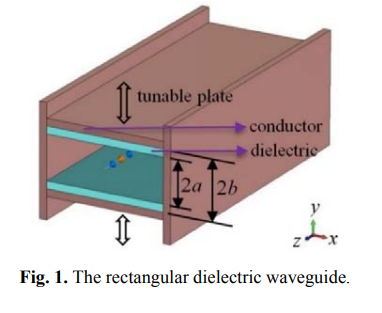 tunable plate
conductor
dielectric
2a 2b
y
z x
Fig. 1. The rectangular dielectric waveguide.